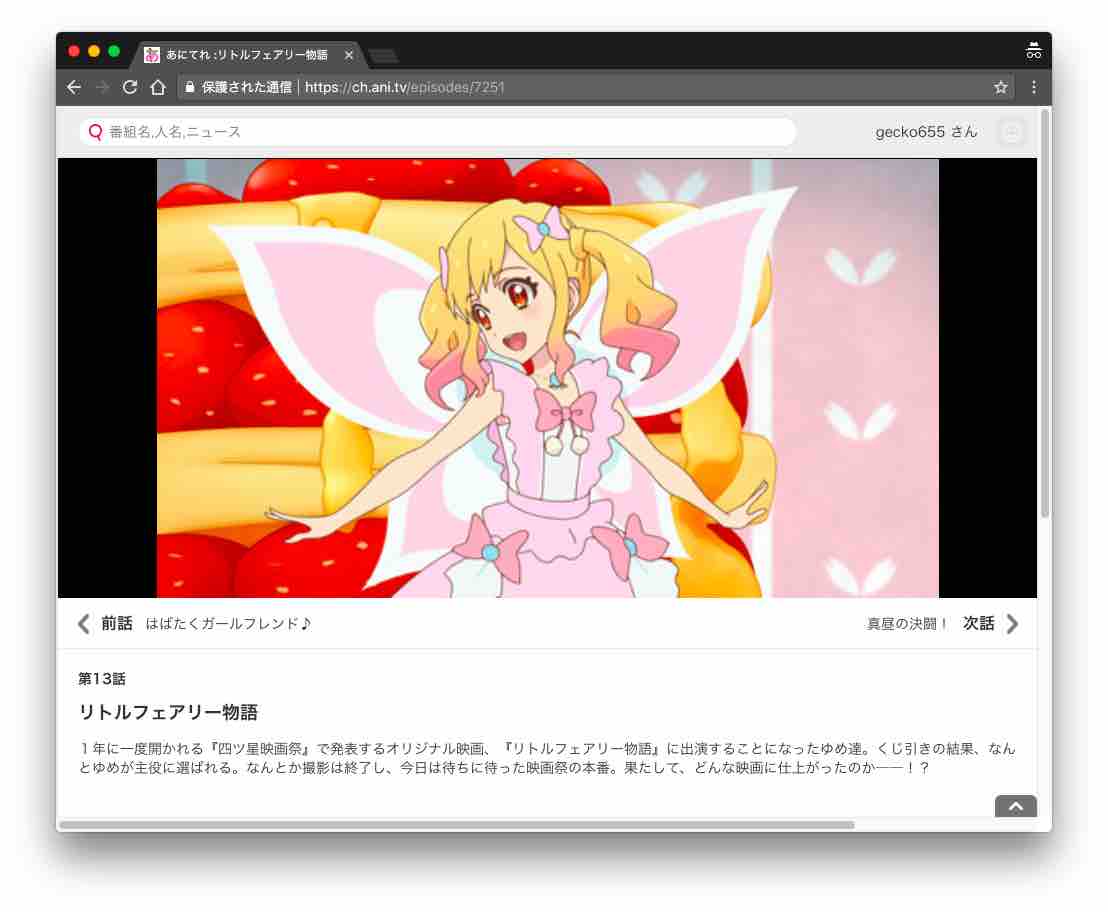 あにてれ :リトルフェアリー物語
保護された通信 | https://ch.ani.tv/episodes/7251
番組名,人名,ニュース
gecko655 さん
前話 はばたくガールフレンド♪
真昼の決闘! 次話
第13話
リトルフェアリー物語
１年に一度開かれる『四ツ星映画祭』で発表するオリジナル映画、『リトルフェアリー物語』に出演することになったゆめ達。くじ引きの結果、なん
とゆめが主役に選ばれる。なんとか撮影は終了し、今日は待ちに待った映画祭の本番。果たして、どんな映画に仕上がったのか――！？